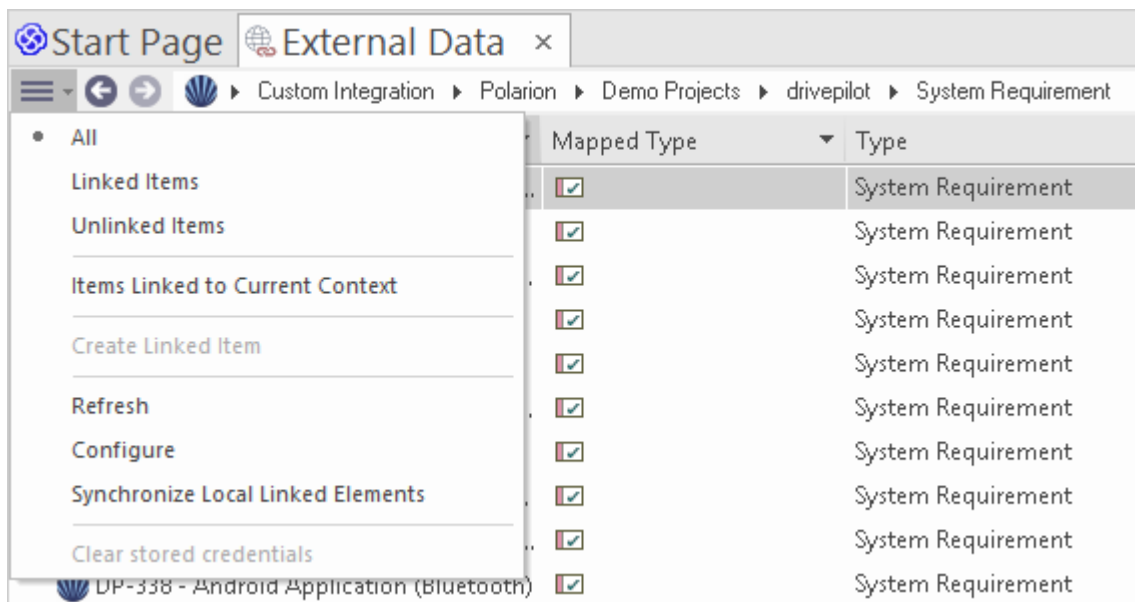 Start Page External Data ×
Custom Integration Polarion Demo Projects drivepilot System Requirement
All Mapped Type Type
Linked Items .. System Requirement
Unlinked Items System Requirement
Items Linked to Current Context . System Requirement
System Requirement
Create Linked Item System Requirement
Refresh . System Requirement
Configure System Requirement
Synchronize Local Linked Elements . System Requirement
Clear stored credentials .. System Requirement
DP-338 - Android Application (Bluetooth) System Requirement